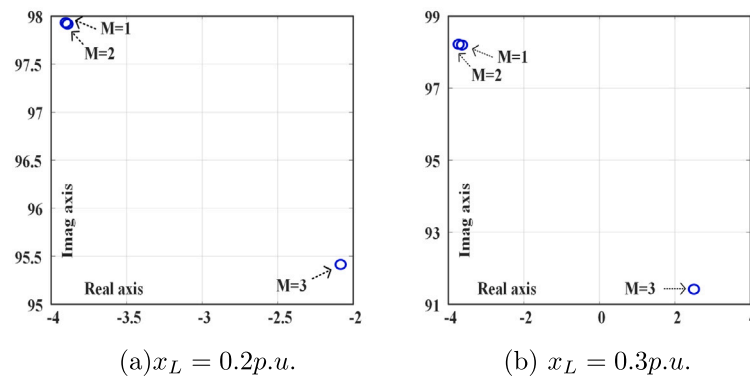 98
97.5
97
96.5
96
95.5
95
-4
-3.5
-3
-2.5
-2
M=1
M=2
M=3
Imag axis
Real axis
(a)x_L = 0.2p.u.
99
97
95
93
91
-4
-2
0
2
4
M=1
M=2
M=3
Imag axis
Real axis
(b) x_L = 0.3p.u.